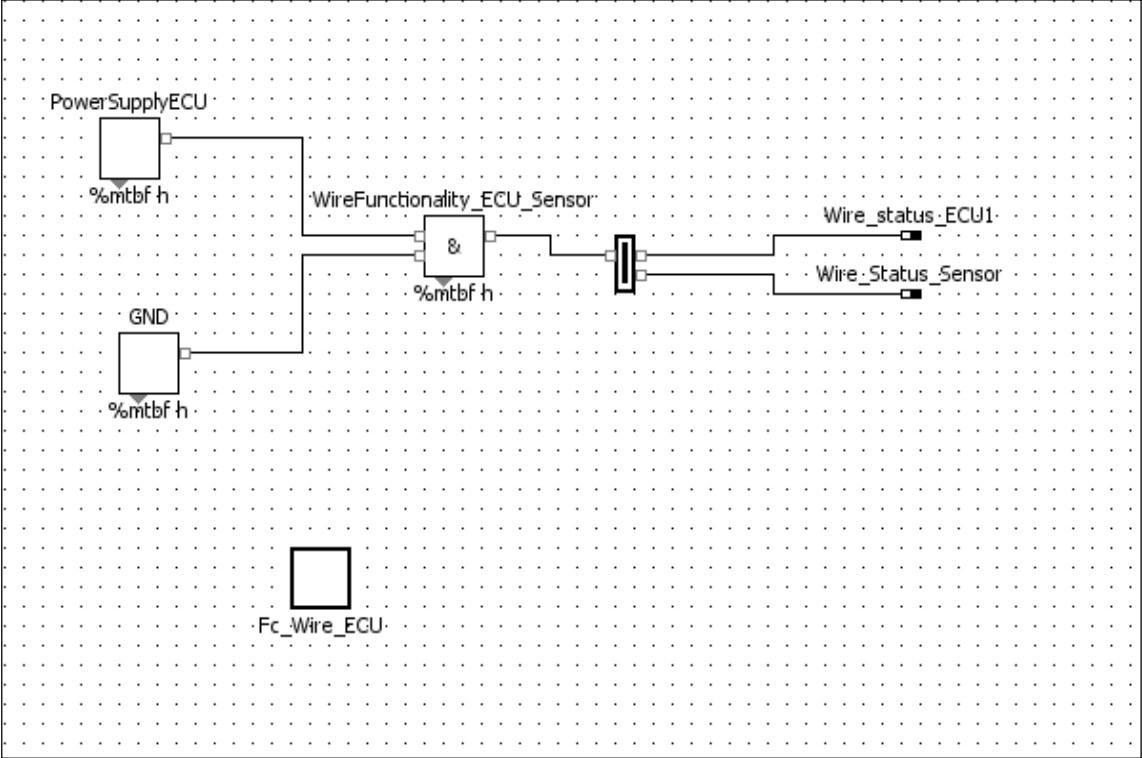 PowerSupplyECU
%mtbf h
WireFunctionality_ECU_Sensor
&
%mtbf h
Wire_status_ECU1
Wire_Status_Sensor
GND
%mtbf h
Fc_Wire_ECU